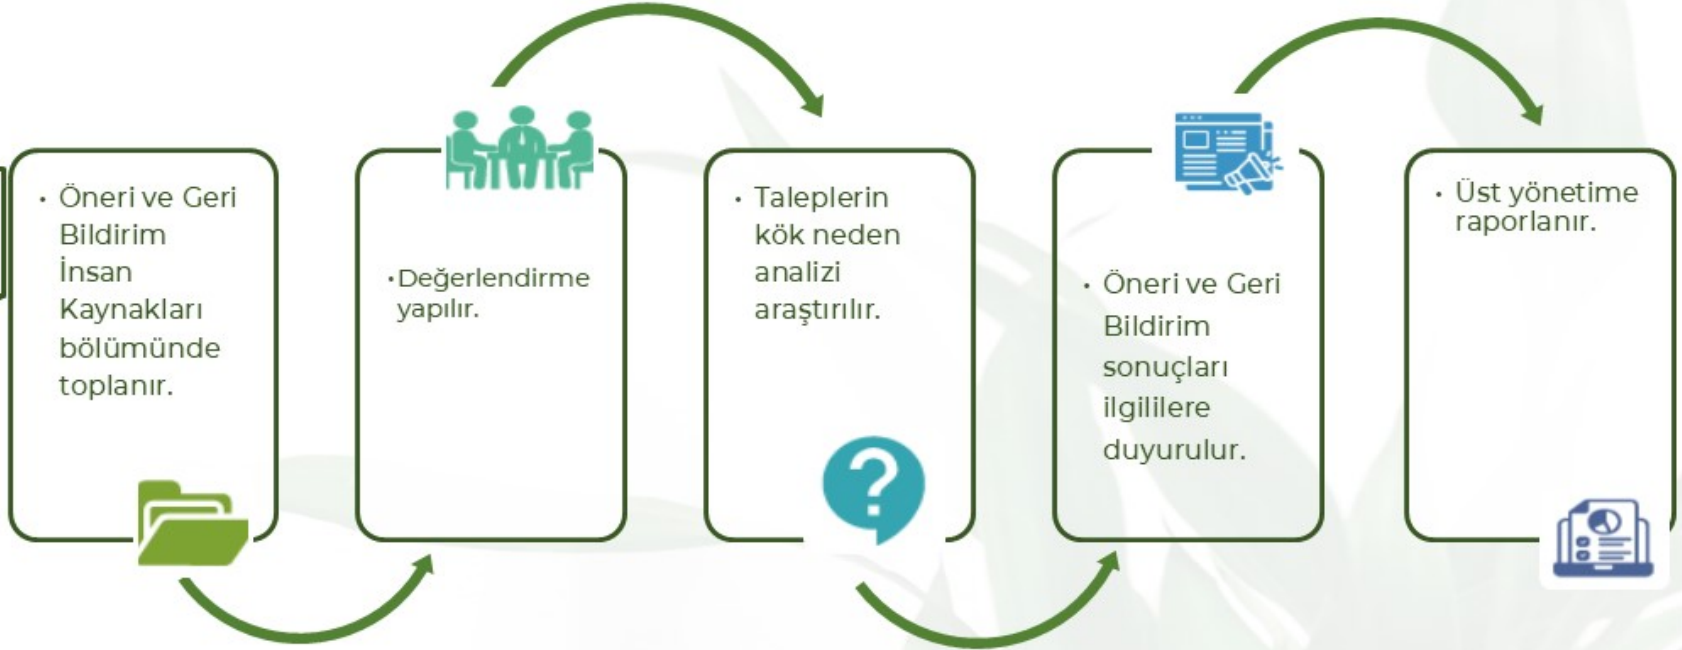 • Öneri ve Geri
Bildirim
İnsan
Kaynakları
bölümünde
toplanır.
•Değerlendirme
yapılır.
• Taleplerin
kök neden
analizi
araştırılır.
• Öneri ve Geri
Bildirim
sonuçları
ilgililere
duyurulur.
• Üst yönetime
raporlanır.